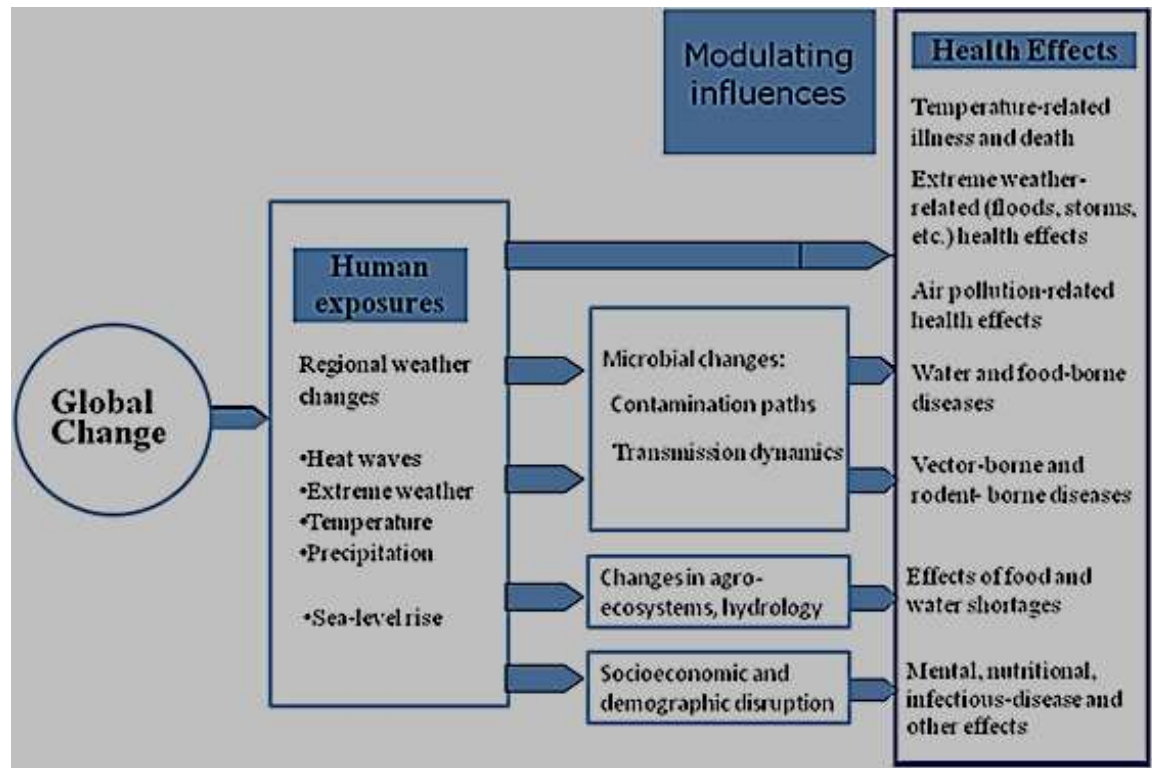 Global
Change
Human
exposures
Regional weather
changes
•Heat waves
•Extreme weather
•Temperature
•Precipitation
•Sea-level rise
Microbial changes:
Contamination paths
Transmission dynamics
Changes in agro-
ecosystems, hydrology
Socioeconomic and
demographic disruption
Modulating
influences
Health Effects
Temperature-related
illness and death
Extreme weather-
related (floods, storms,
etc.) health effects
Air pollution-related
health effects
Water and food-borne
diseases
Vector-borne and
rodent- borne diseases
Effects of food and
water shortages
Mental, nutritional,
infectious-disease and
other effects